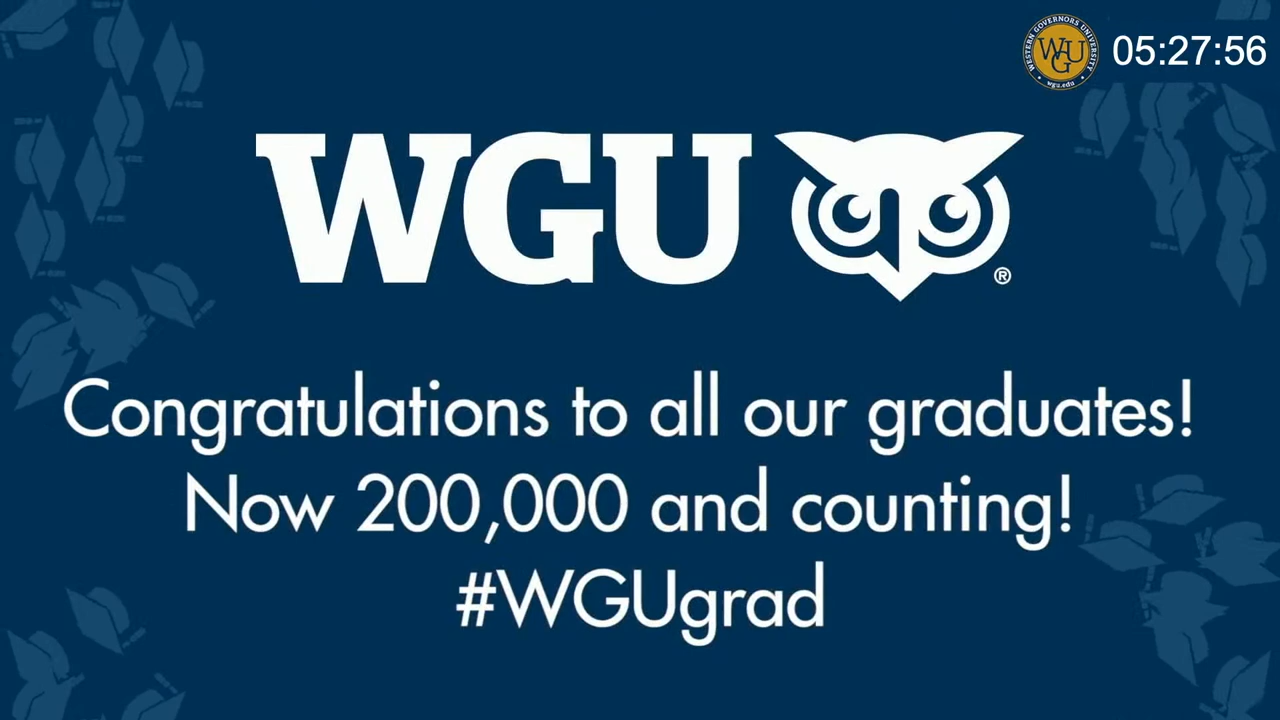 WESTERN GOVERNORS UNIVERSITY
WGU
wgu.edu
05:27:56
WGU
®
Congratulations to all our graduates!
Now 200,000 and counting!
#WGUgrad